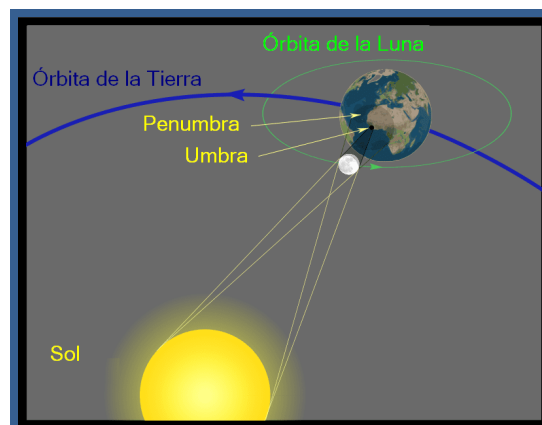 Órbita de la Luna
Órbita de la Tierra
Penumbra
Umbra
Sol